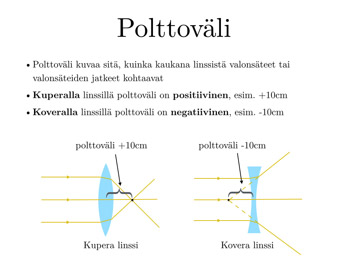 Polttoväli
• Polttoväli kuvaa sitä, kuinka kaukana linssistä valonsäteet tai
valonsäteiden jatkeet kohtaavat
• Kuperalla linssillä polttoväli on positiivinen, esim. +10cm
• Koveralla linssillä polttoväli on negatiivinen, esim. -10cm
polttoväli +10cm
polttoväli -10cm
Kupera linssi
Kovera linssi